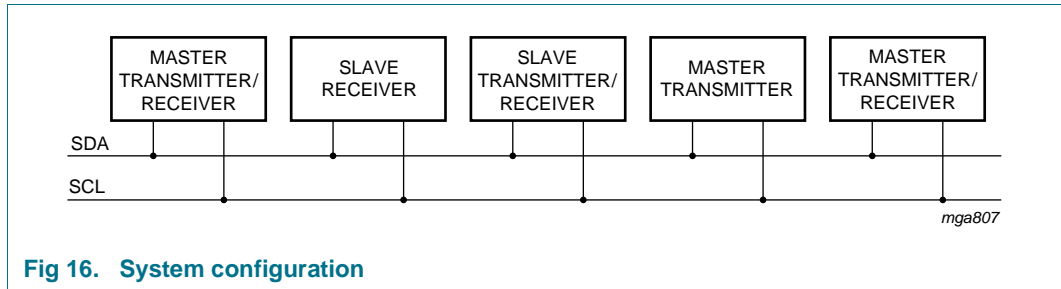 MASTER
TRANSMITTER/
RECEIVER
SLAVE
RECEIVER
SLAVE
TRANSMITTER/
RECEIVER
MASTER
TRANSMITTER
MASTER
TRANSMITTER/
RECEIVER
SDA
SCL
mga807
Fig 16. System configuration